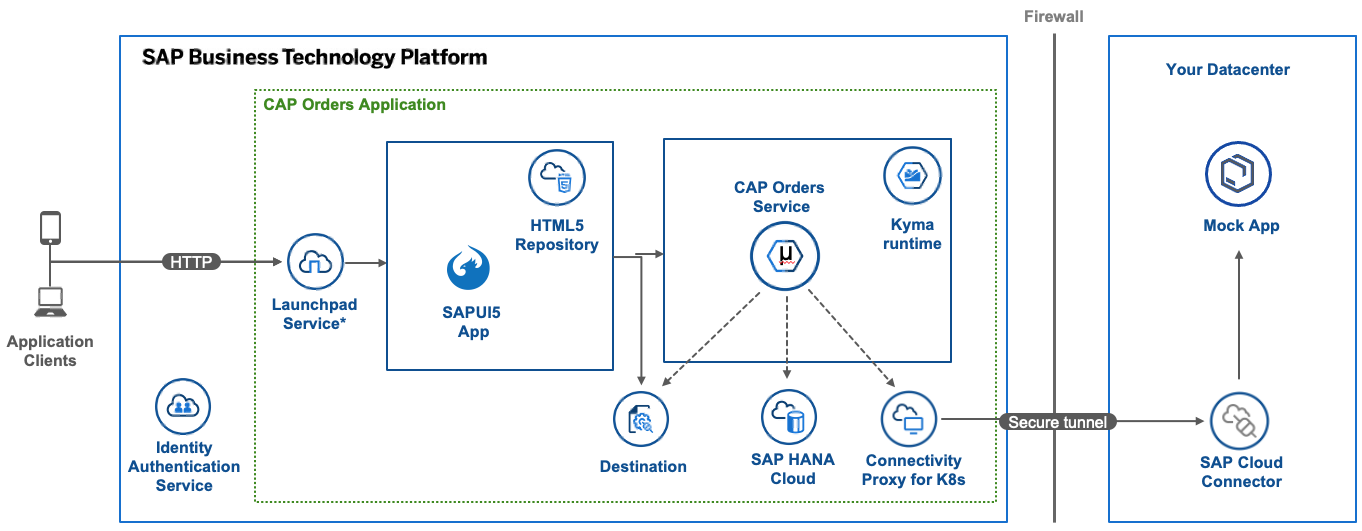 Firewall
SAP Business Technology Platform
Your Datacenter
CAP Orders Application
HTML5
Repository
CAP Orders
Service
Kyma
runtime
Mock App
HTTP
Launchpad
Service*
SAPUI5
App
µ
Application
Clients
Identity
Authentication
Service
Destination
SAP HANA
Cloud
Connectivity
Proxy for K8s
Secure tunnel
SAP Cloud
Connector